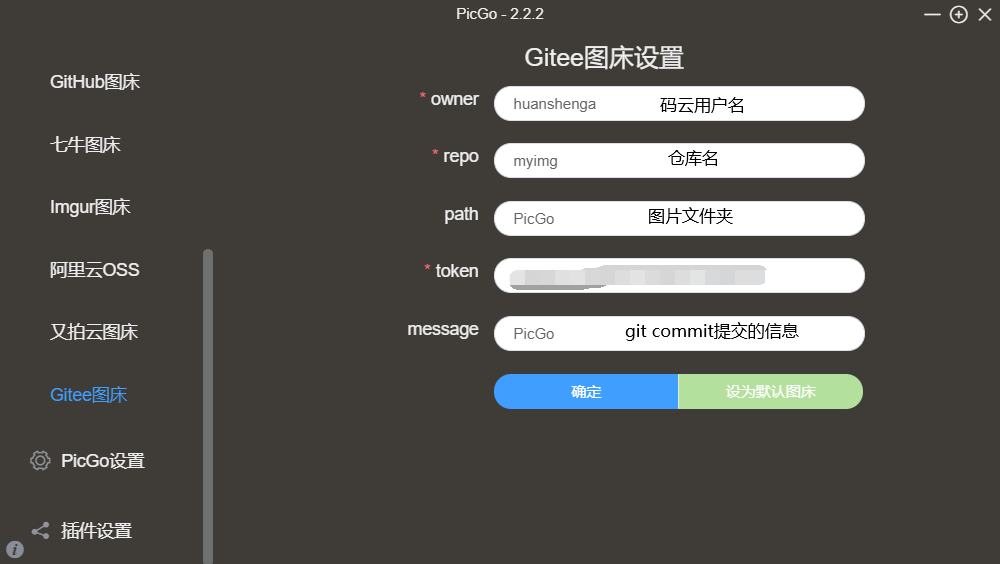 PicGo - 2.2.2
GitHub图床
七牛图床
Imgur图床
阿里云OSS
又拍云图床
Gitee图床
PicGo设置
插件设置
Gitee图床设置
* owner huanshenga 码云用户名
* repo myimg 仓库名
path PicGo 图片文件夹
* token
message PicGo git commit提交的信息
确定 设为默认图床